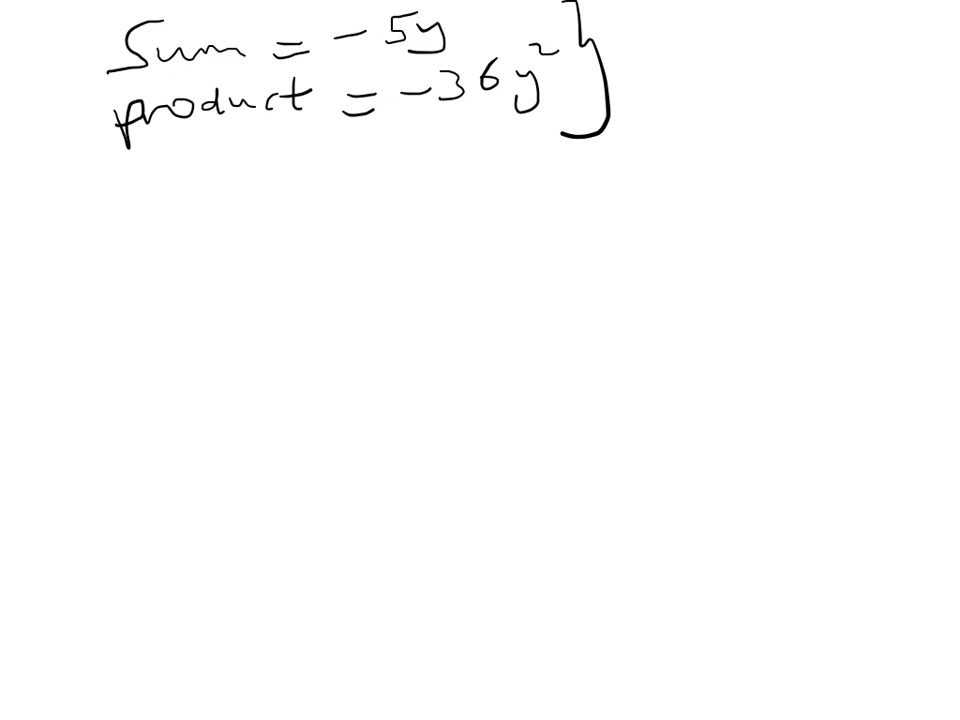 Sum = -5y
product = -36y² }